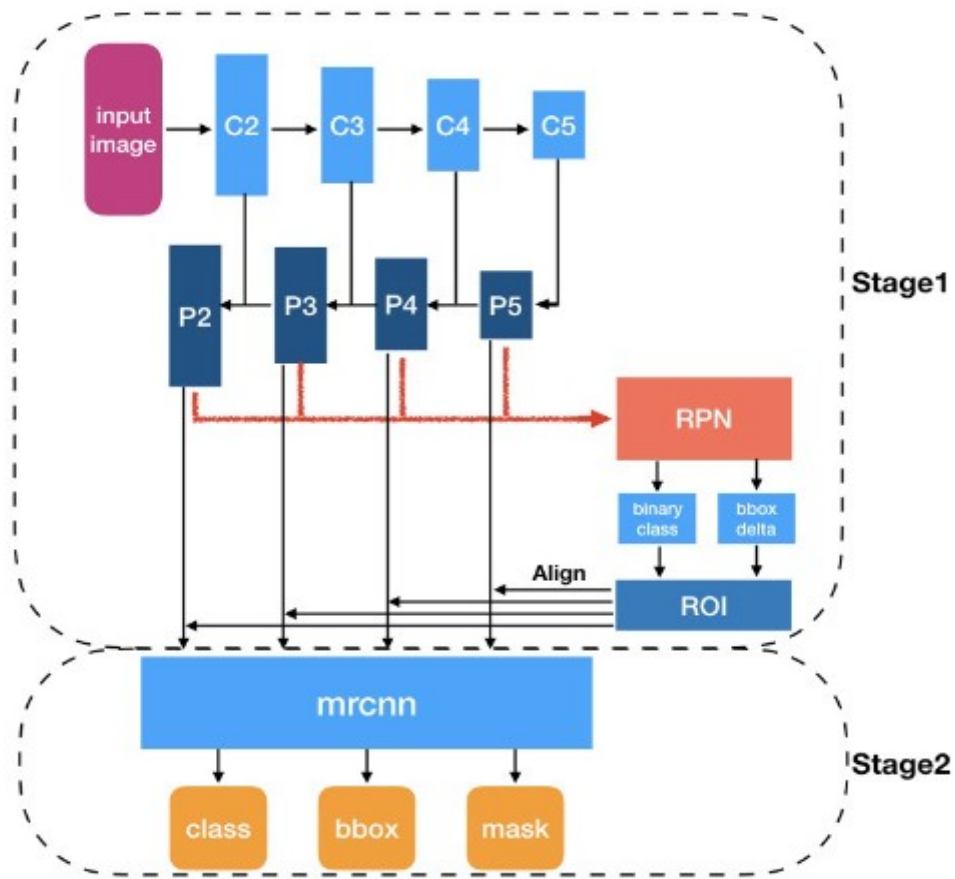 input
image
C2
C3
C4
C5
P2
P3
P4
P5
Stage1
RPN
binary
class
bbox
delta
Align
ROI
mrcnn
Stage2
class
bbox
mask